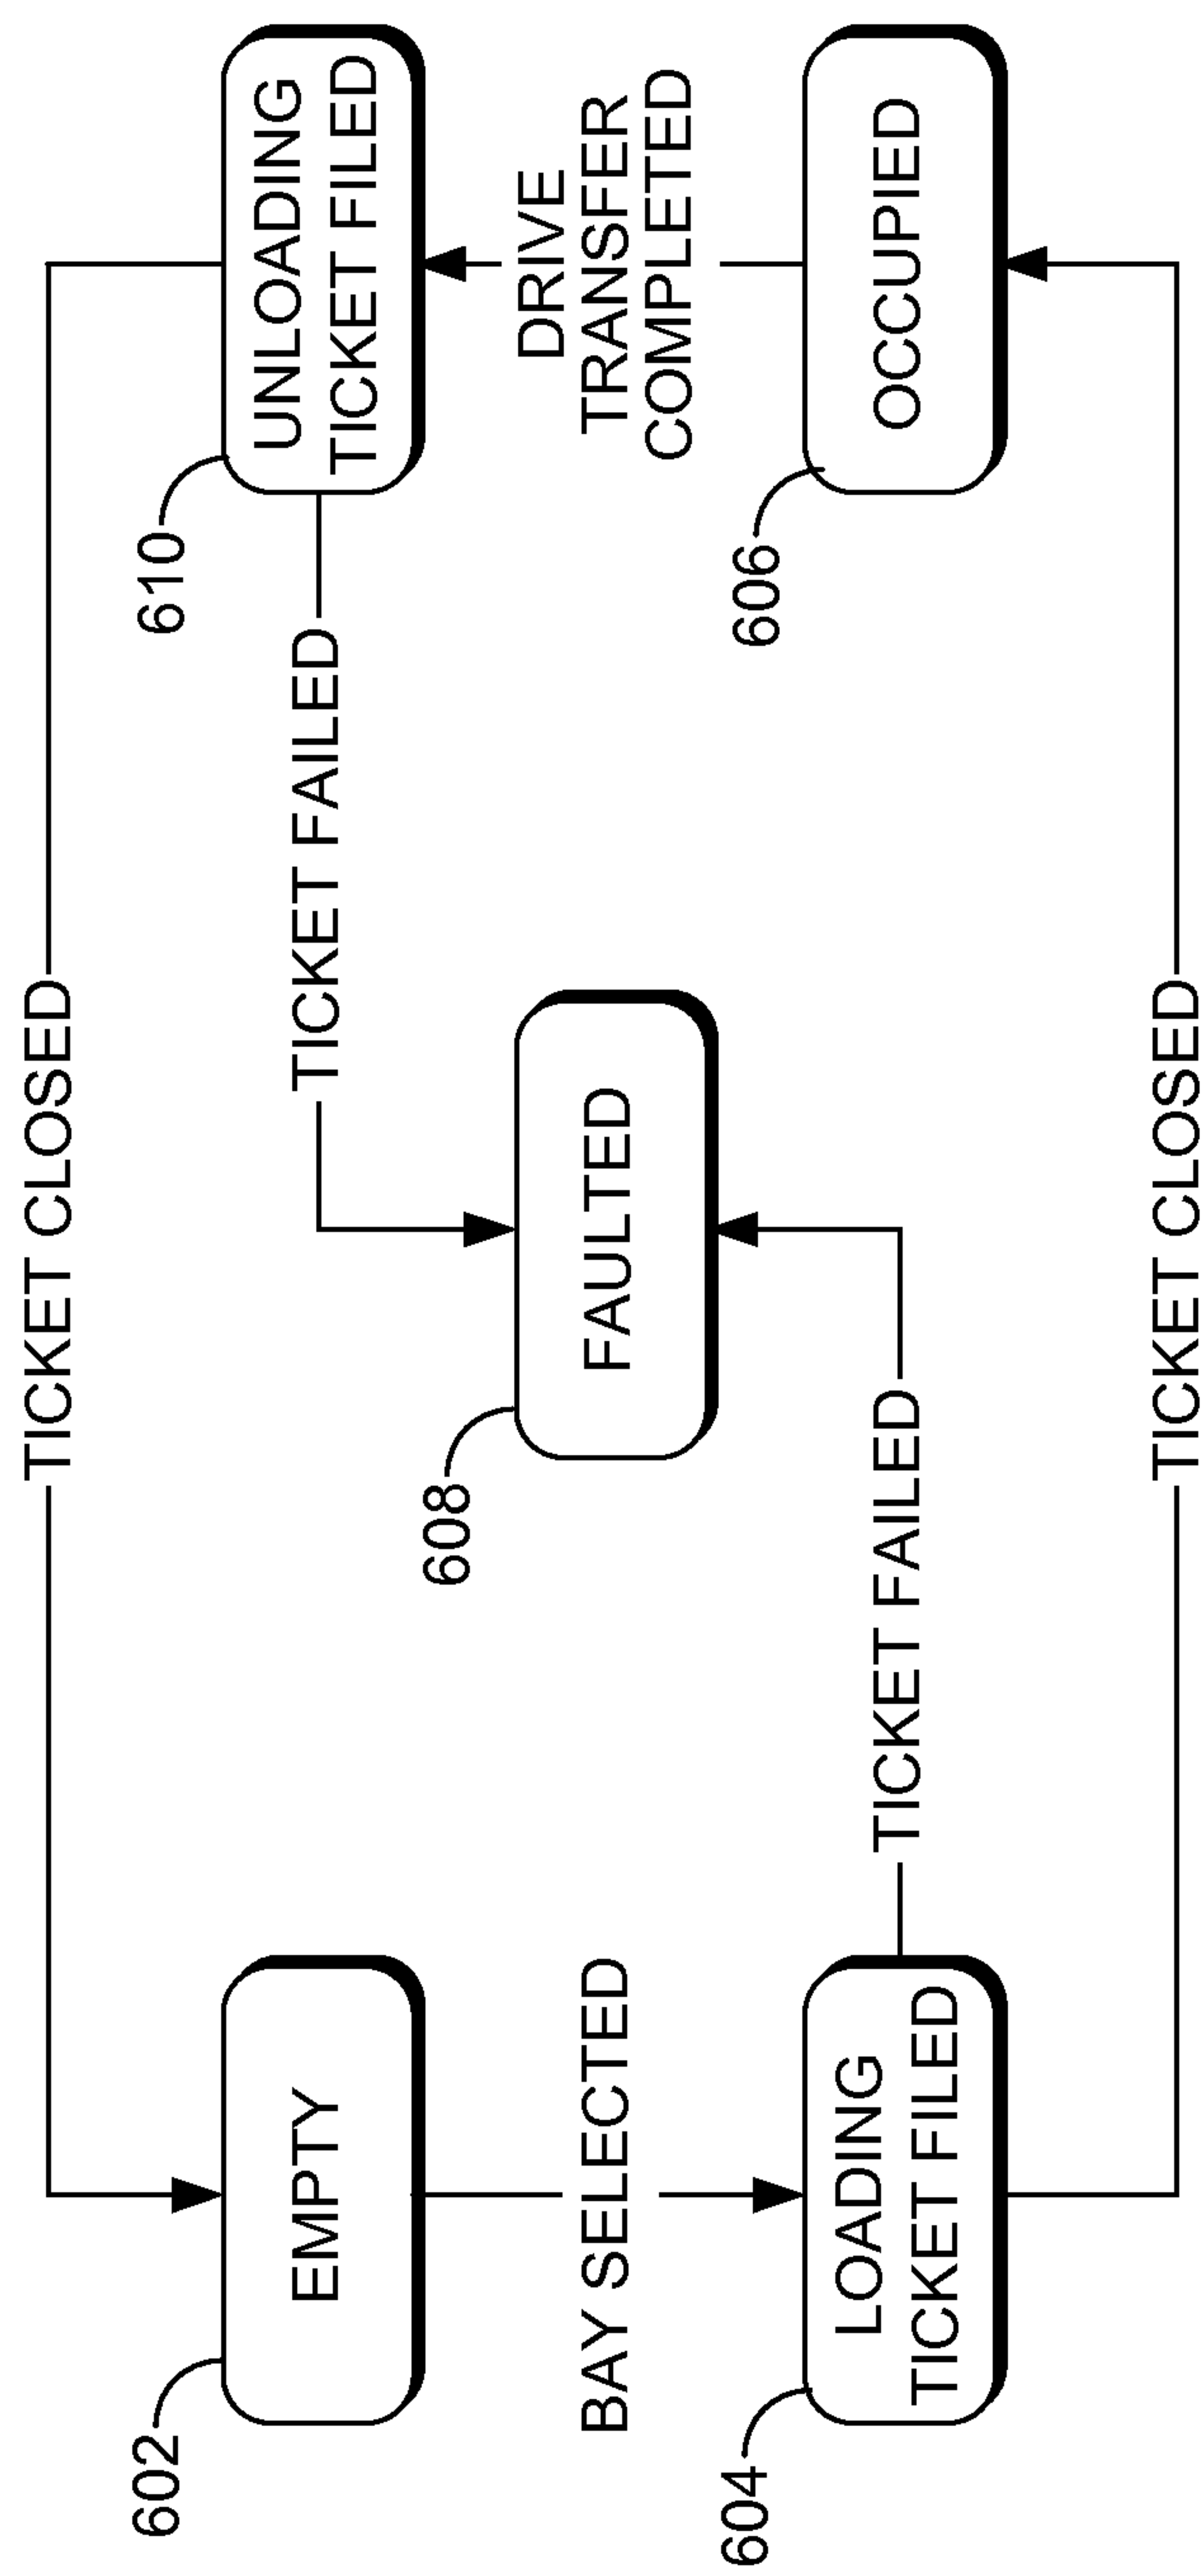 TICKET CLOSED
602
EMPTY
610
UNLOADING
TICKET FILED
TICKET FAILED
608
FAULTED
BAY SELECTED
DRIVE
TRANSFER
COMPLETED
604
LOADING
TICKET FILED
TICKET FAILED
606
OCCUPIED
TICKET CLOSED